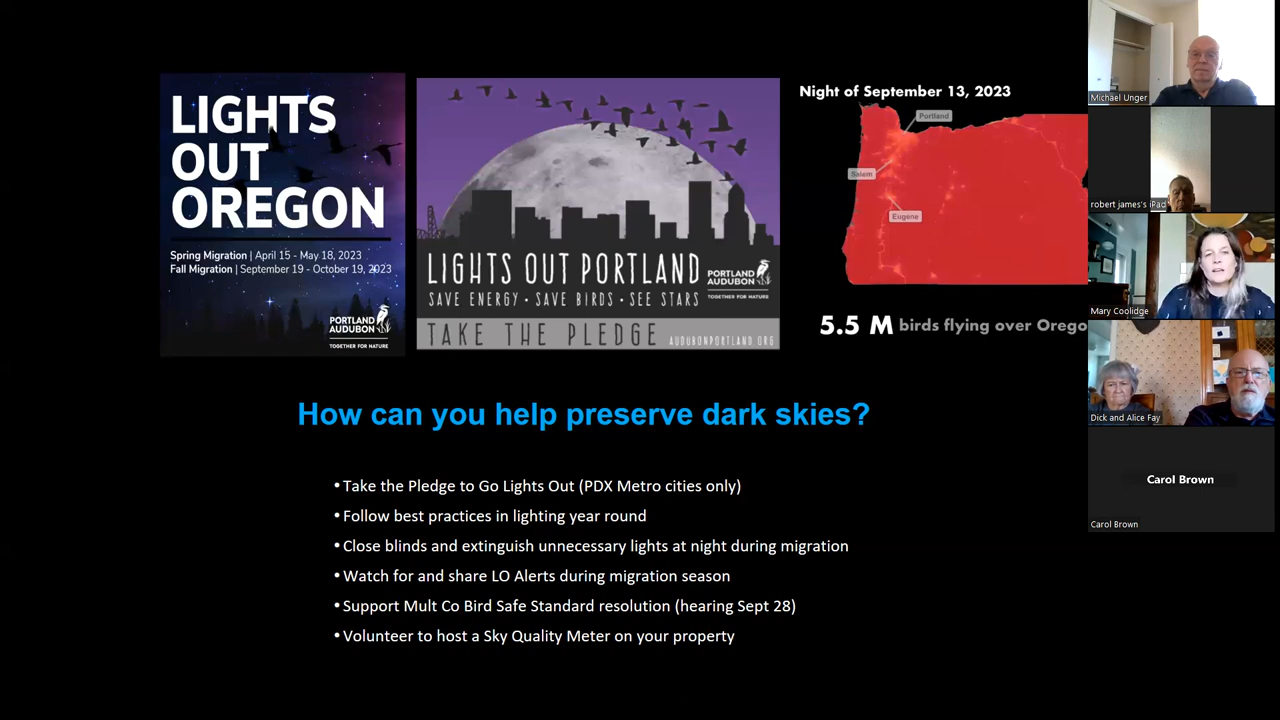 LIGHTS
OUT
OREGON
Spring Migration | April 15 - May 18, 2023
Fall Migration | September 19 - October 19, 2023
PORTLAND
AUDUBON
TOGETHER FOR NATURE
LIGHTS OUT PORTLAND
SAVE ENERGY • SAVE BIRDS • SEE STARS
PORTLAND
AUDUBON
TOGETHER FOR NATURE
TAKE THE PLEDGE
AUDUBONPORTLAND.ORG
Night of September 13, 2023
Portland
Salem
Eugene
5.5 M birds flying over Orego
How can you help preserve dark skies?
• Take the Pledge to Go Lights Out (PDX Metro cities only)
• Follow best practices in lighting year round
• Close blinds and extinguish unnecessary lights at night during migration
• Watch for and share LO Alerts during migration season
• Support Mult Co Bird Safe Standard resolution (hearing Sept 28)
• Volunteer to host a Sky Quality Meter on your property
Michael Unger
robert james's iPad
Mary Coolidge
Dick and Alice Fay
Carol Brown
Carol Brown